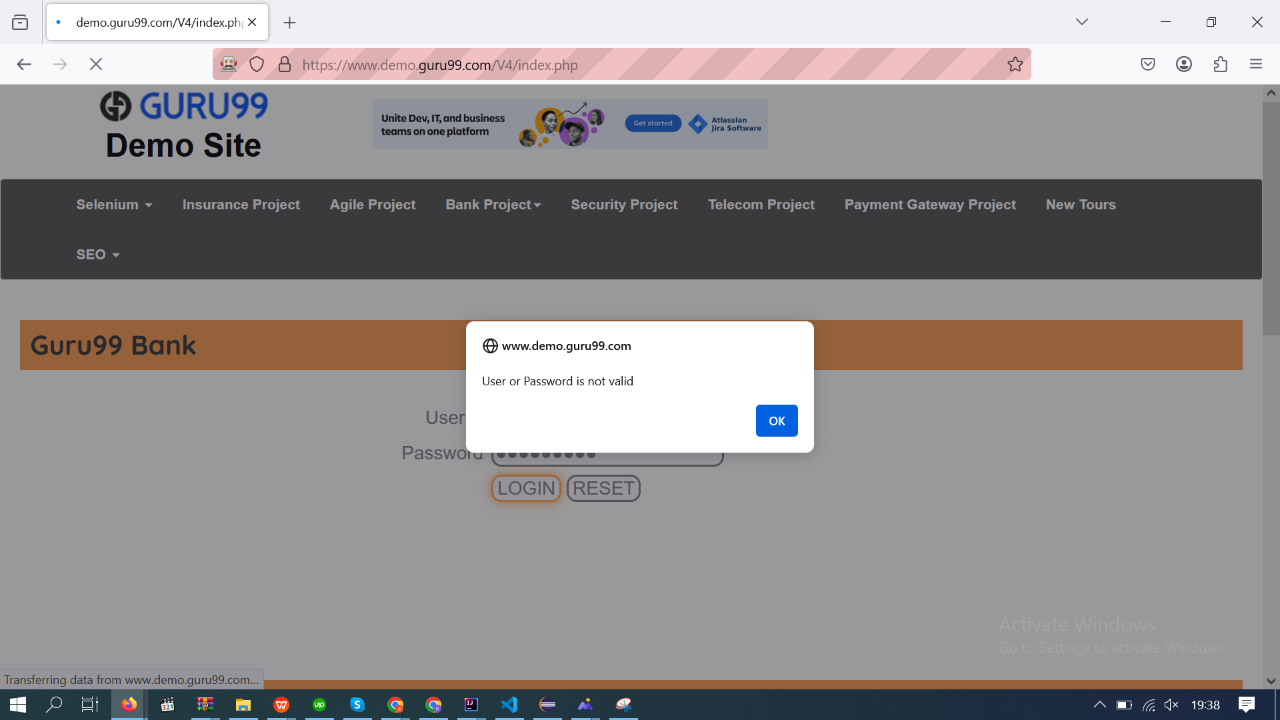 demo.guru99.com/V4/index.ph
https://www.demo.guru99.com/V4/index.php
GURU99
Demo Site
Unite Dev, IT, and business
teams on one platform
Get started
Atlassian
Jira Software
Selenium
Insurance Project
Agile Project
Bank Project
Security Project
Telecom Project
Payment Gateway Project
New Tours
SEO
Guru99 Bank
www.demo.guru99.com
User or Password is not valid
OK
User
Password
LOGIN
RESET
Activate Windows
Go to Settings to activate Windows.
Transferring data from www.demo.guru99.com...
19:38